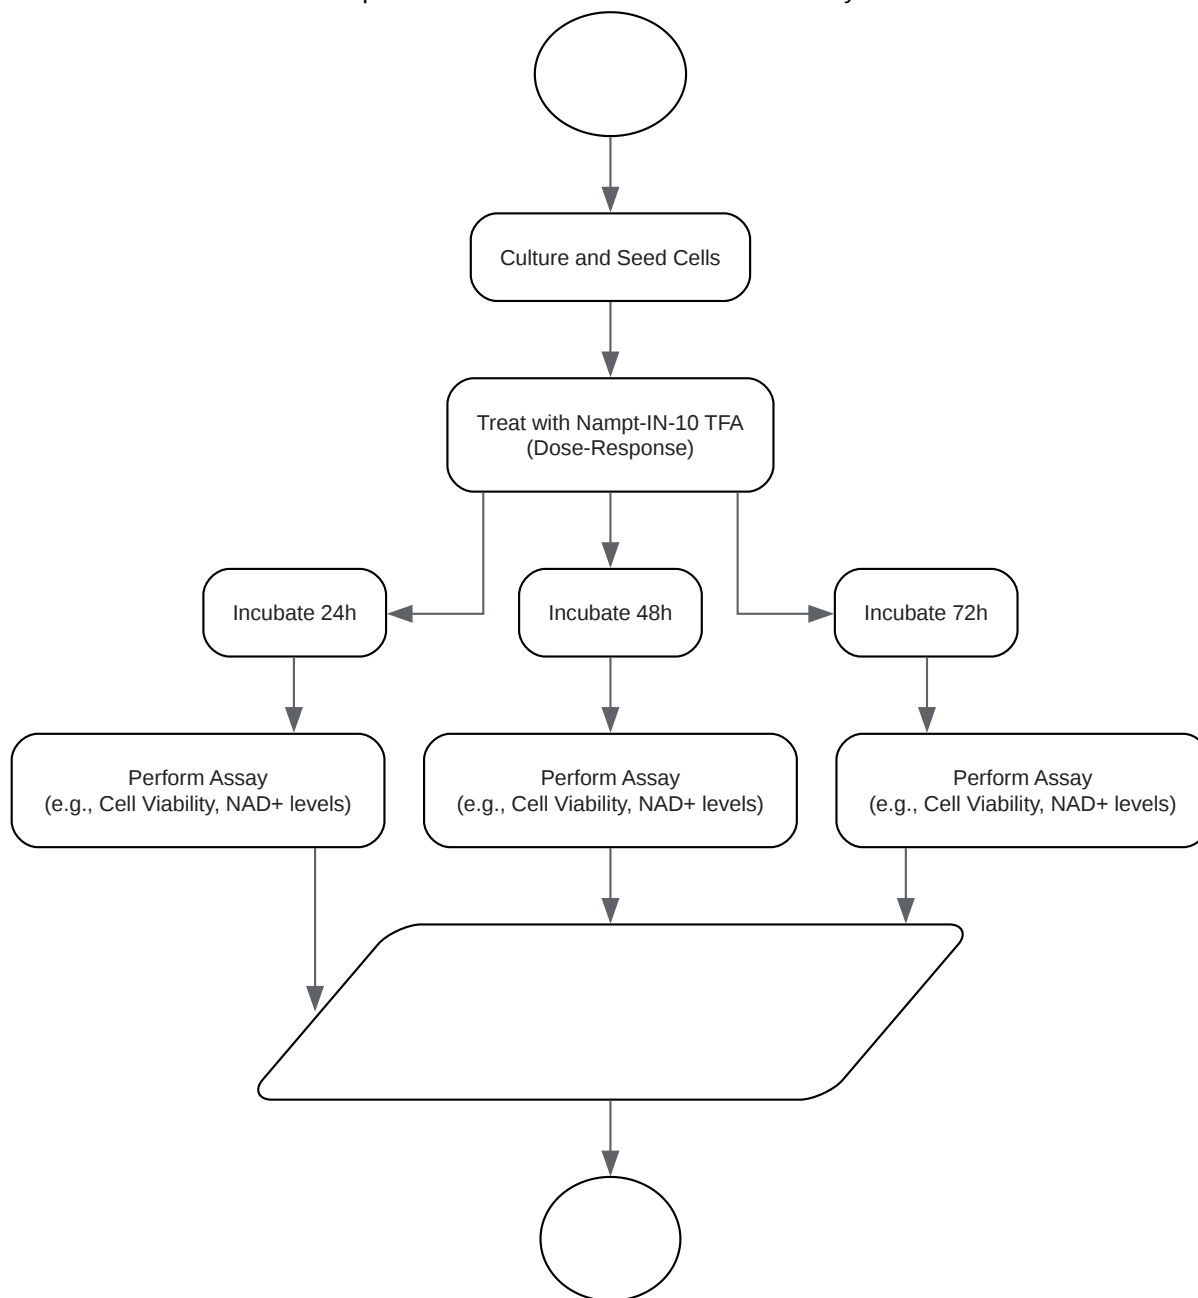 Culture and Seed Cells
Treat with Nampt-IN-10 TFA
(Dose-Response)
Incubate 24h
Incubate 48h
Incubate 72h
Perform Assay
(e.g., Cell Viability, NAD+ levels)
Perform Assay
(e.g., Cell Viability, NAD+ levels)
Perform Assay
(e.g., Cell Viability, NAD+ levels)